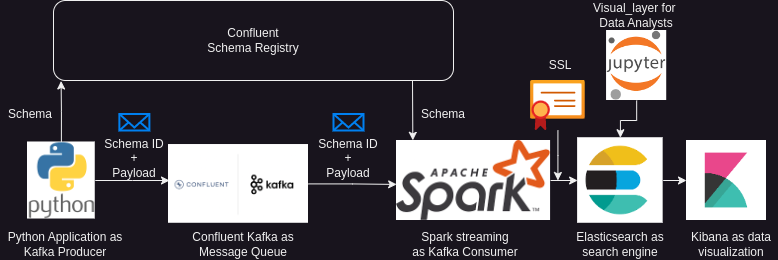 Confluent
Schema Registry
Visual_layer for
Data Analysts
jupyter
SSL
Schema
Schema
Schema ID
+
Payload
Schema ID
+
Payload
python
CONFLUENT
kafka
APACHE
Spark™
Python Application as
Kafka Producer
Confluent Kafka as
Message Queue
Spark streaming
as Kafka Consumer
Elasticsearch as
search engine
Kibana as data
visualization